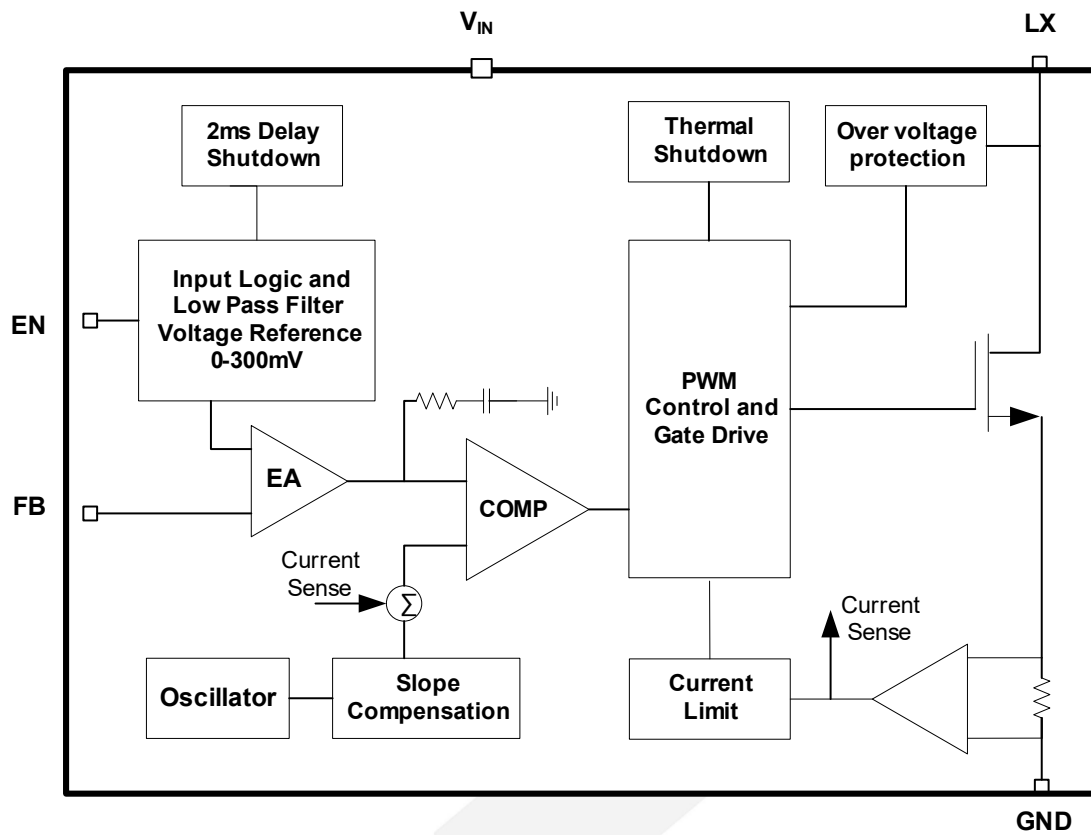 V_IN
LX
2ms Delay
Shutdown
Thermal
Shutdown
Over voltage
protection
Input Logic and
Low Pass Filter
Voltage Reference
0-300mV
EN
PWM
Control and
Gate Drive
EA
COMP
FB
Current
Sense
Σ
Current
Sense
Oscillator
Slope
Compensation
Current
Limit
GND